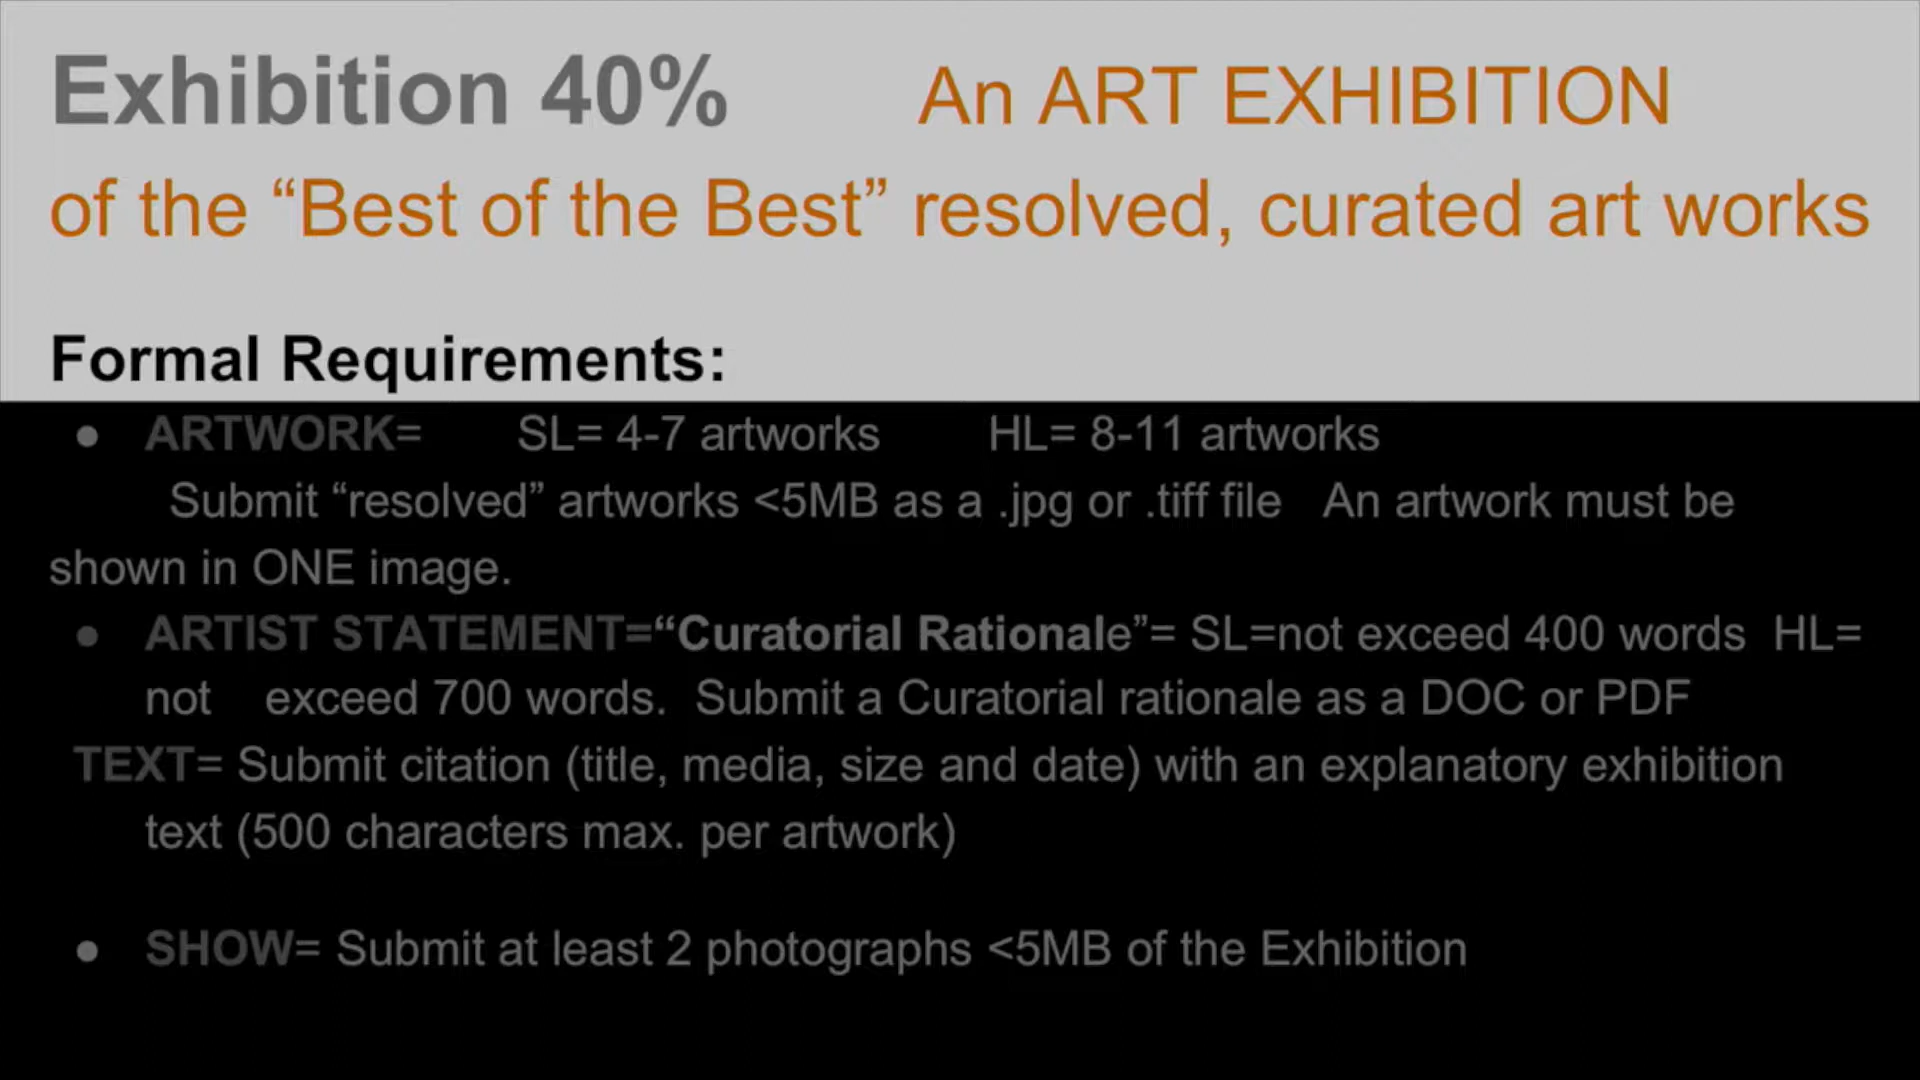 Exhibition 40% An ART EXHIBITION
of the “Best of the Best” resolved, curated art works
Formal Requirements:
● ARTWORK= SL= 4-7 artworks HL= 8-11 artworks
Submit “resolved” artworks <5MB as a .jpg or .tiff file An artwork must be
shown in ONE image.
● ARTIST STATEMENT=“Curatorial Rationale”= SL=not exceed 400 words HL=
not exceed 700 words. Submit a Curatorial rationale as a DOC or PDF
TEXT= Submit citation (title, media, size and date) with an explanatory exhibition
text (500 characters max. per artwork)
● SHOW= Submit at least 2 photographs <5MB of the Exhibition